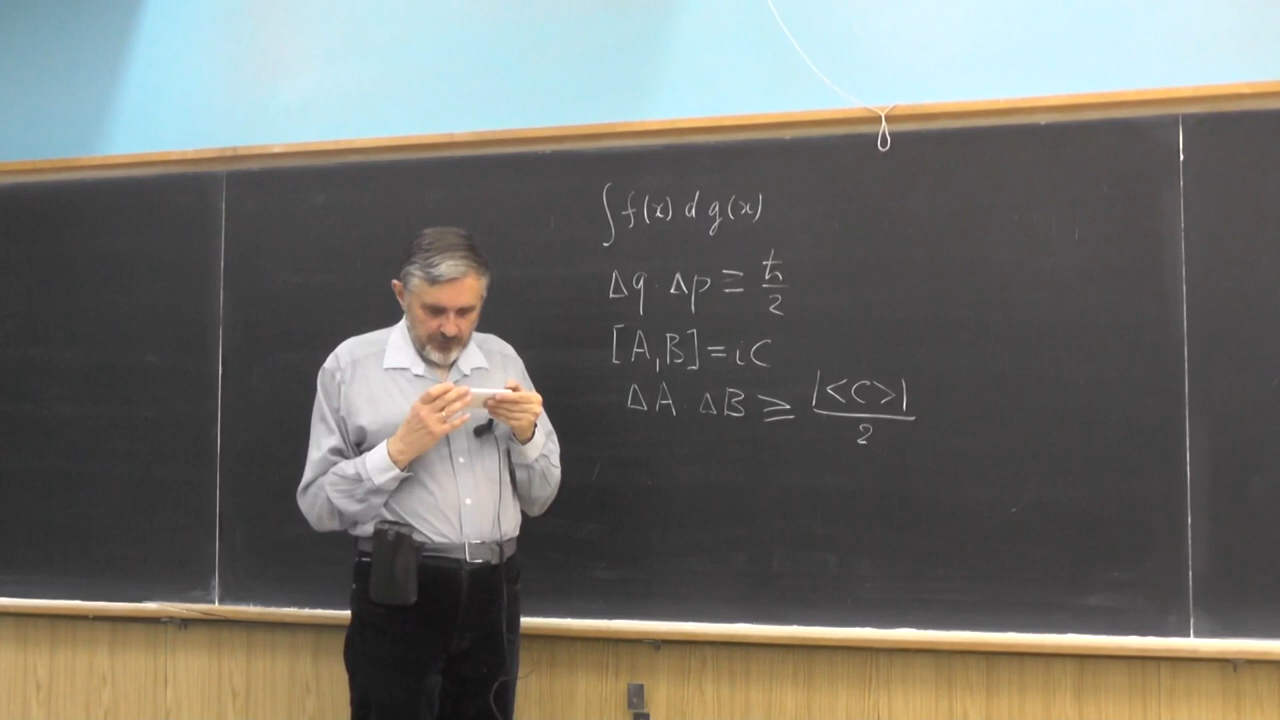 ∫ f(x) d g(x)
Δq · Δp ≥ ℏ/2
[A,B] = iC
ΔA · ΔB ≥ |<C>|/2